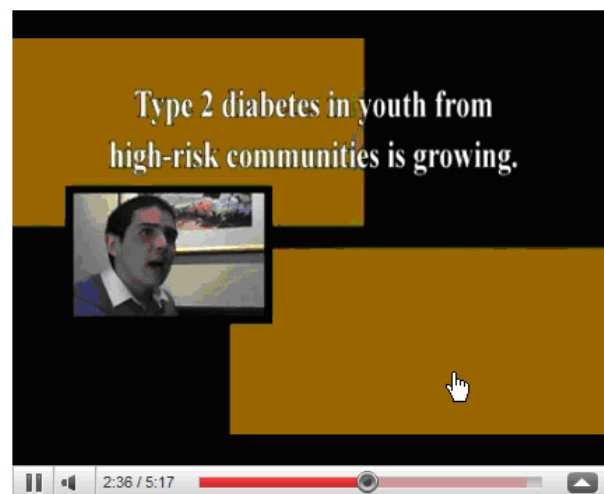 Type 2 diabetes in youth from
high-risk communities is growing.
2:36 / 5:17